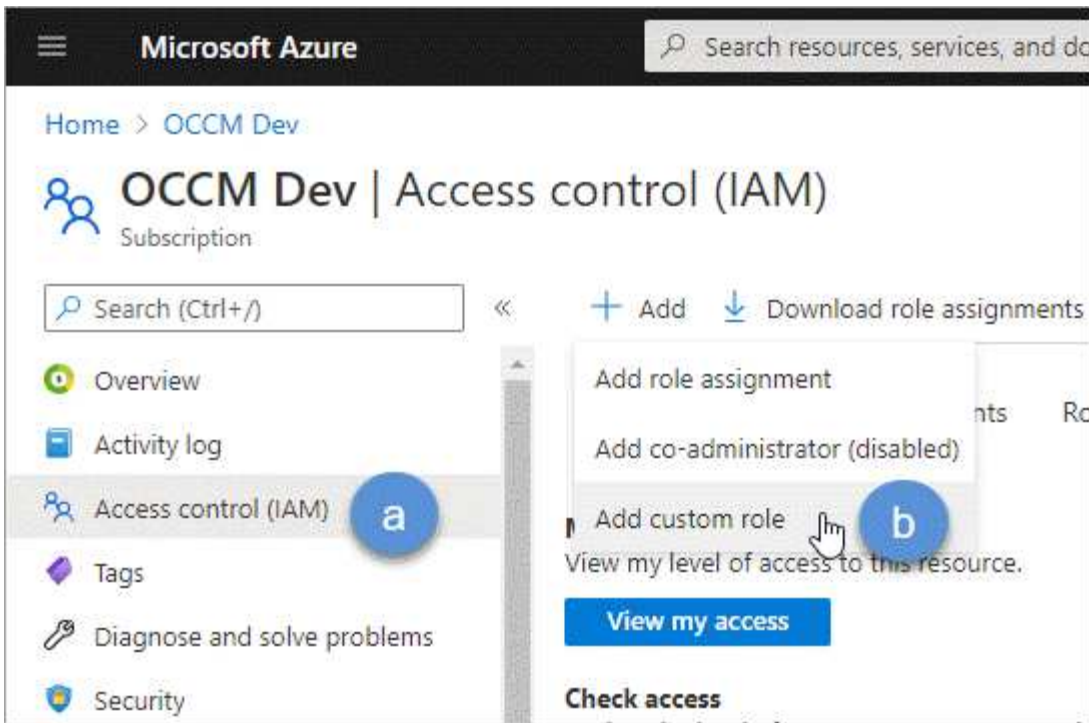 Microsoft Azure
Search resources, services, and do
Home > OCCM Dev
OCCM Dev | Access control (IAM)
Subscription
Search (Ctrl+/)
«
+ Add
Download role assignments
Overview
Activity log
Access control (IAM)
a
Tags
Diagnose and solve problems
Security
Add role assignment
Add co-administrator (disabled)
Add custom role
b
nts
Ro
View my level of access to this resource.
View my access
Check access